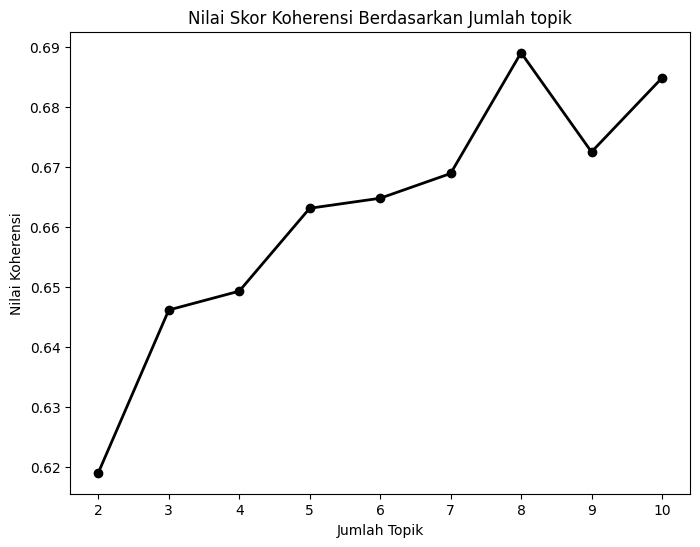 Nilai Skor Koherensi Berdasarkan Jumlah topik
0.69
0.68
0.67
0.66
0.65
0.64
0.63
0.62
Nilai Koherensi
2 3 4 5 6 7 8 9 10
Jumlah Topik